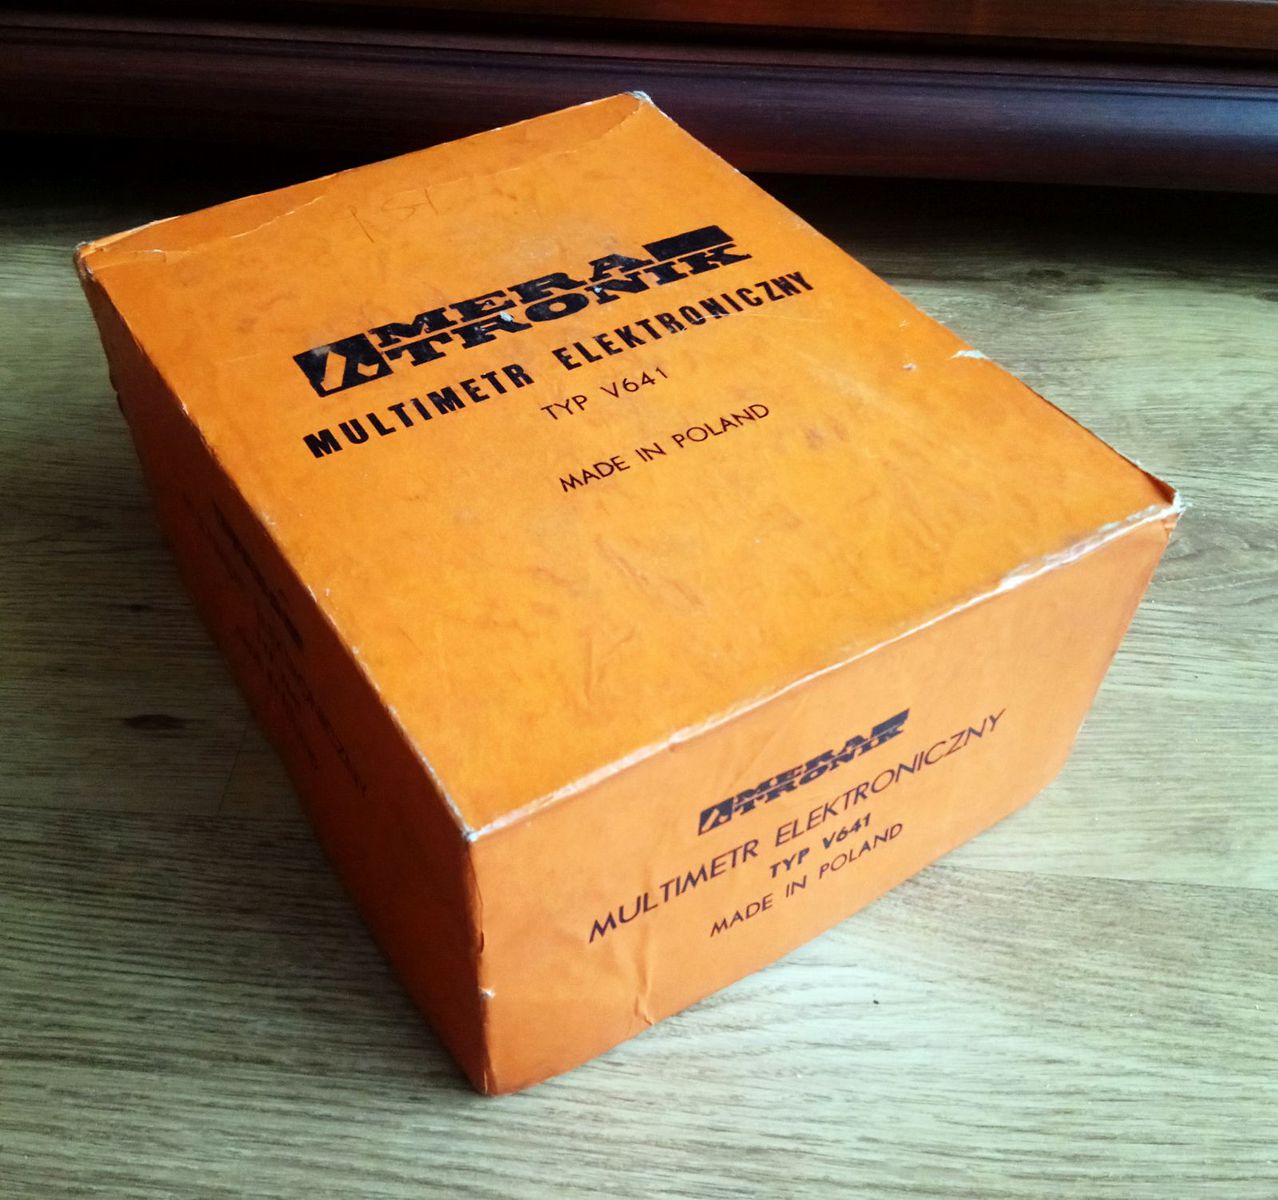 MERA
TRONIK
MULTIMETR ELEKTRONICZNY
TYP V641
MADE IN POLAND
MERA
TRONIK
MULTIMETR ELEKTRONICZNY
TYP V641
MADE IN POLAND